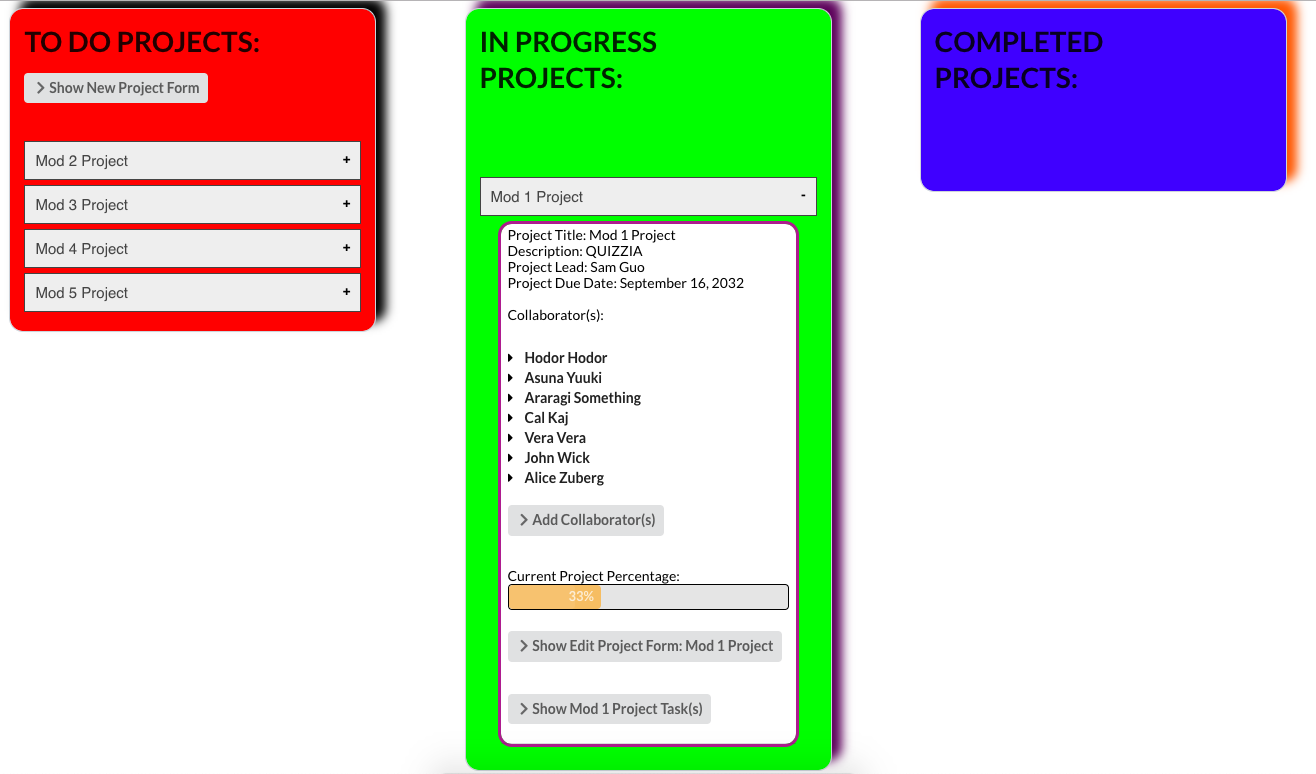 TO DO PROJECTS:
Show New Project Form
Mod 2 Project +
Mod 3 Project +
Mod 4 Project +
Mod 5 Project +
IN PROGRESS
PROJECTS:
Mod 1 Project -
Project Title: Mod 1 Project
Description: QUIZZIA
Project Lead: Sam Guo
Project Due Date: September 16, 2032
Collaborator(s):
Hodor Hodor
Asuna Yuuki
Araragi Something
Cal Kaj
Vera Vera
John Wick
Alice Zuberg
Add Collaborator(s)
Current Project Percentage:
33%
Show Edit Project Form: Mod 1 Project
Show Mod 1 Project Task(s)
COMPLETED
PROJECTS: